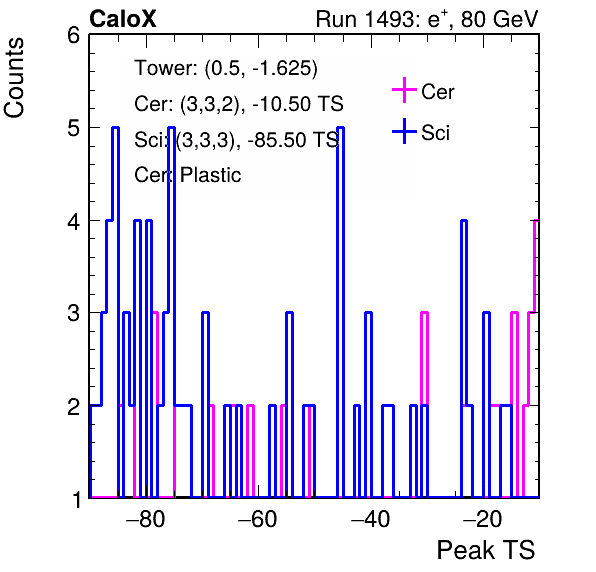 CaloX Run 1493: e+, 80 GeV
Counts
6
Tower: (0.5, -1.625)
Cer: (3,3,2), -10.50 TS
Sci: (3,3,3), -85.50 TS
Cer: Plastic
Cer
Sci
5
4
3
2
1
−80 −60 −40 −20
Peak TS